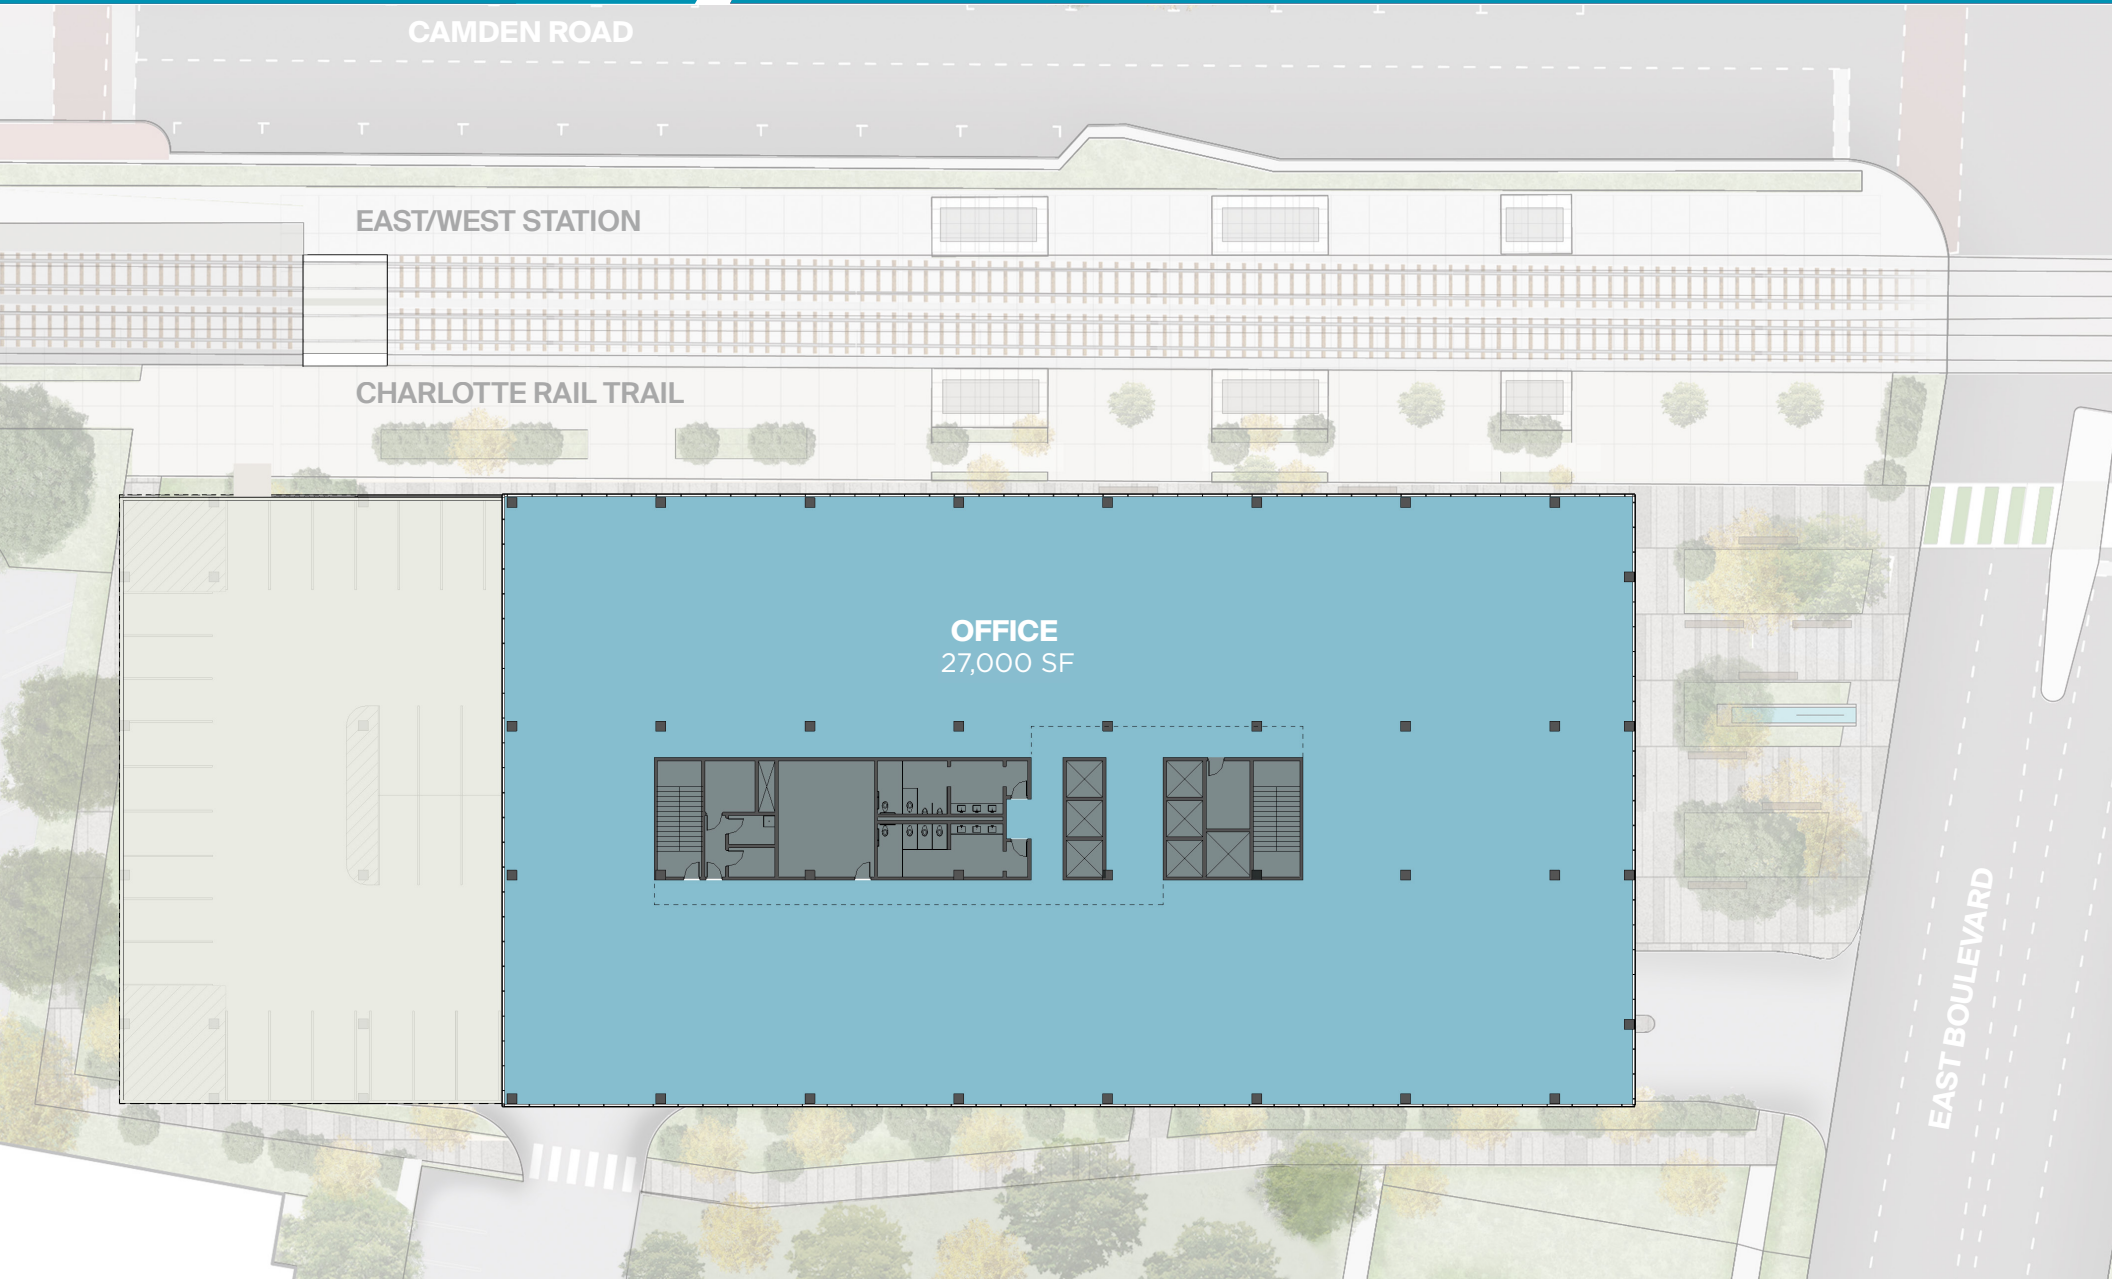 CAMDEN ROAD
EAST/WEST STATION
CHARLOTTE RAIL TRAIL
OFFICE
27,000 SF
EAST BOULEVARD